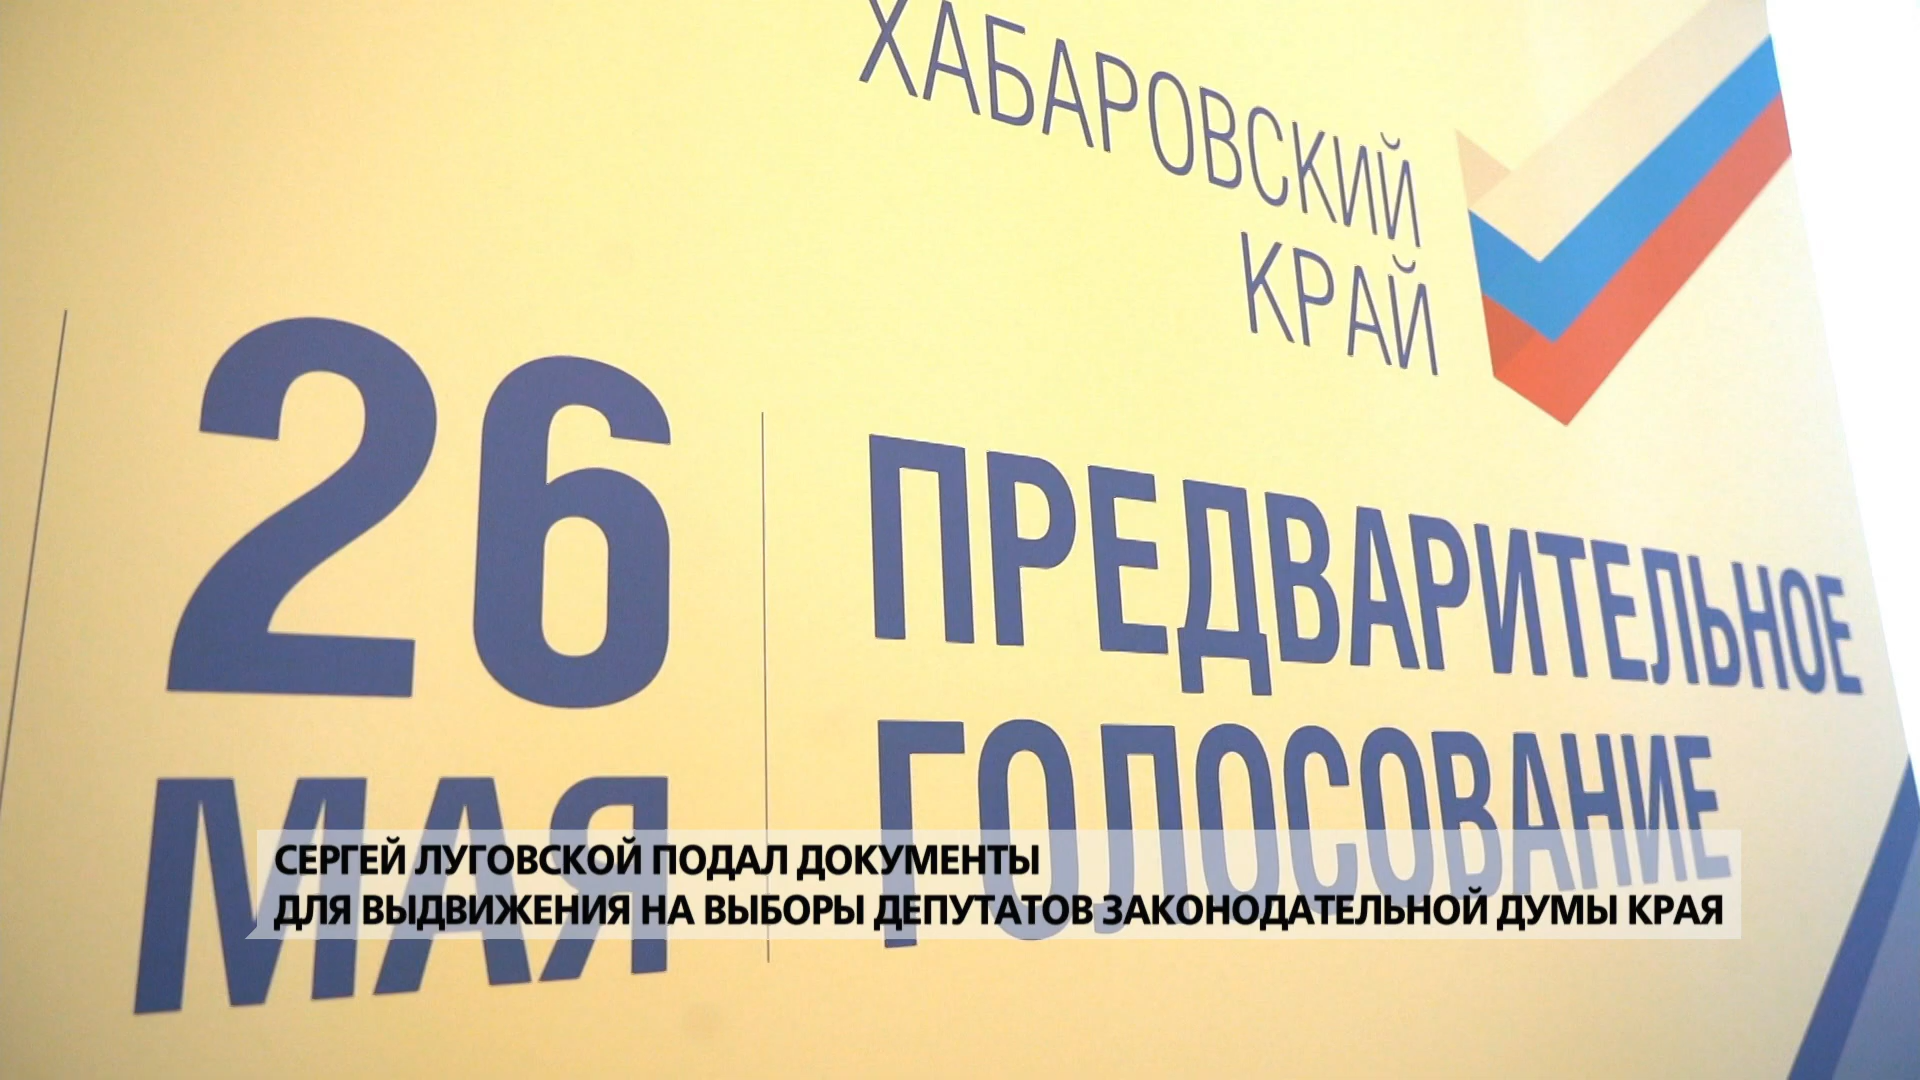 ХАБАРОВСКИЙ
КРАЙ
26
МАЯ
ПРЕДВАРИТЕЛЬНОЕ
ГОЛОСОВАНИЕ
СЕРГЕЙ ЛУГОВСКОЙ ПОДАЛ ДОКУМЕНТЫ
ДЛЯ ВЫДВИЖЕНИЯ НА ВЫБОРЫ ДЕПУТАТОВ ЗАКОНОДАТЕЛЬНОЙ ДУМЫ КРАЯ